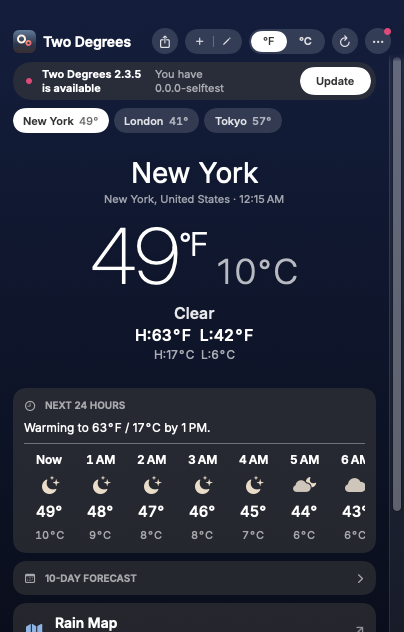 Two Degrees
°F
°C
Two Degrees 2.3.5
is available
You have
0.0.0-selftest
Update
New York 49°
London 41°
Tokyo 57°
New York
New York, United States · 12:15 AM
49°F 10°C
Clear
H:63°F L:42°F
H:17°C L:6°C
NEXT 24 HOURS
Warming to 63°F / 17°C by 1 PM.
Now 1 AM 2 AM 3 AM 4 AM 5 AM 6 AM
49° 48° 47° 46° 45° 44° 43°
10°C 9°C 8°C 8°C 7°C 6°C 6°C
10-DAY FORECAST
Rain Map